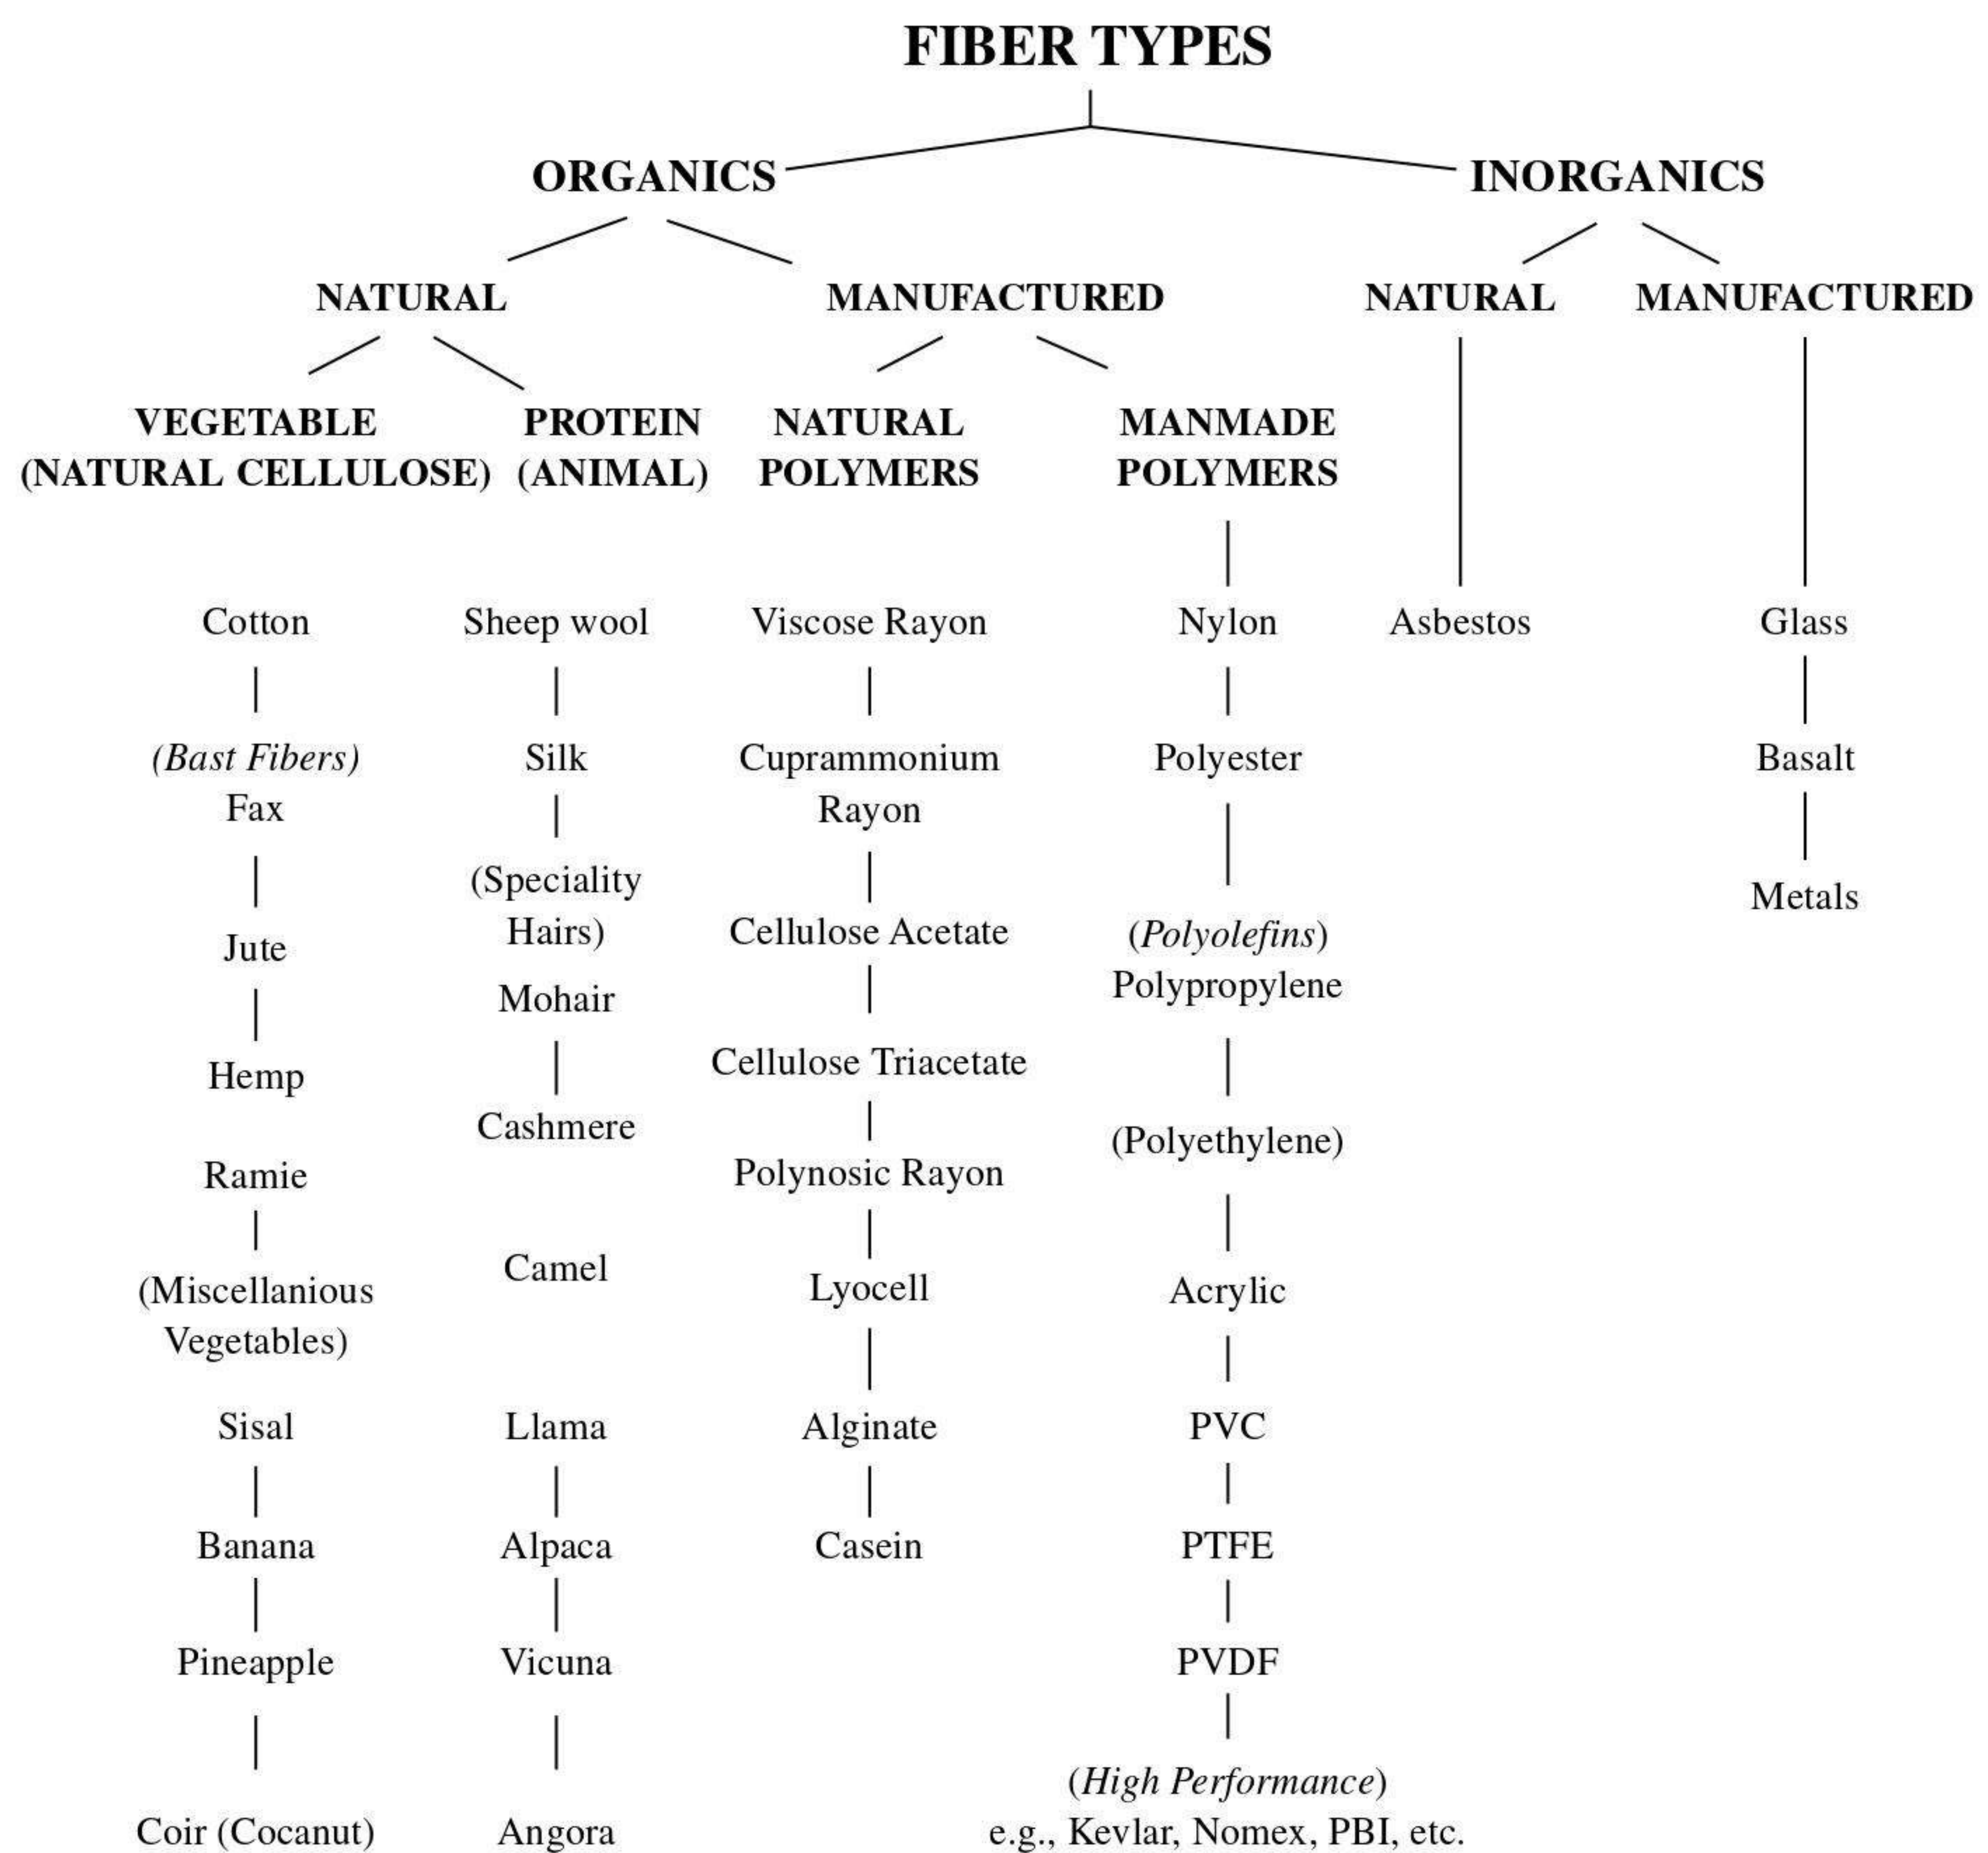 FIBER TYPES
ORGANICS
INORGANICS
NATURAL
MANUFACTURED
NATURAL
MANUFACTURED
VEGETABLE
(NATURAL CELLULOSE)
PROTEIN
(ANIMAL)
NATURAL
POLYMERS
MANMADE
POLYMERS
Cotton
(Bast Fibers)
Fax
Jute
Hemp
Ramie
(Miscellanious
Vegetables)
Sisal
Banana
Pineapple
Coir (Cocanut)
Sheep wool
Silk
(Speciality
Hairs)
Mohair
Cashmere
Camel
Llama
Alpaca
Vicuna
Angora
Viscose Rayon
Cuprammonium
Rayon
Cellulose Acetate
Cellulose Triacetate
Polynosic Rayon
Lyocell
Alginate
Casein
Nylon
Polyester
(Polyolefins)
Polypropylene
(Polyethylene)
Acrylic
PVC
PTFE
PVDF
(High Performance)
e.g., Kevlar, Nomex, PBI, etc.
Asbestos
Glass
Basalt
Metals